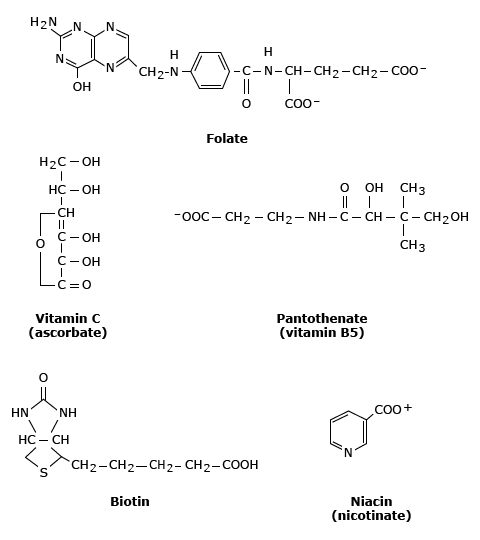 H₂N N N
N N CH₂-N H C-N H CH-CH₂-CH₂-COO⁻
OH O COO⁻
Folate
H₂C-OH
HC-OH
CH
O C-OH
C-OH
C=O
Vitamin C
(ascorbate)
O OH CH₃
⁻OOC-CH₂-CH₂-NH-C-CH-C-CH₂OH
CH₃
Pantothenate
(vitamin B5)
O
HN NH
HC-CH
S CH₂-CH₂-CH₂-CH₂-COOH
Biotin
COO⁺
N
Niacin
(nicotinate)